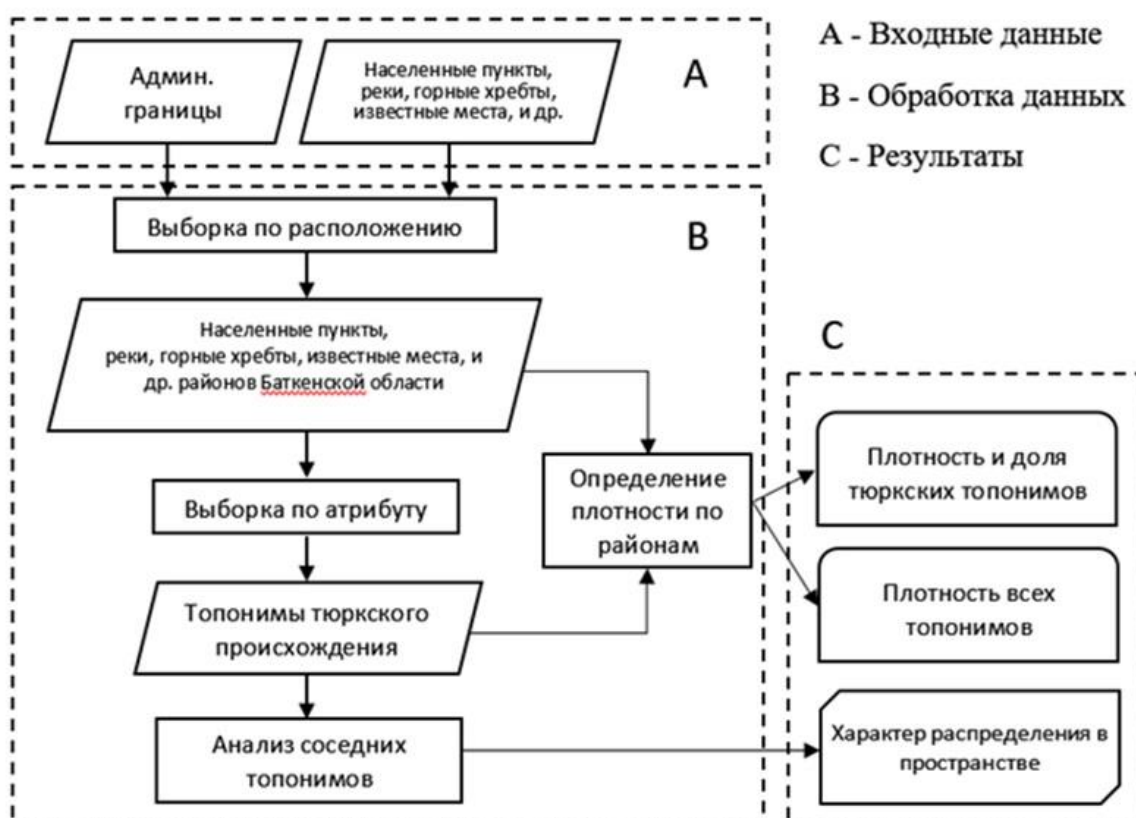 Админ.
границы
Населенные пункты,
реки, горные хребты,
известные места, и др.
A
A - Входные данные
B - Обработка данных
C - Результаты
Выборка по расположению
B
Населенные пункты,
реки, горные хребты, известные места, и
др. районов Баткенской области
C
Выборка по атрибуту
Определение
плотности по
районам
Плотность и доля
тюркских топонимов
Топонимы тюркского
происхождения
Плотность всех
топонимов
Анализ соседних
топонимов
Характер распределения в
пространстве